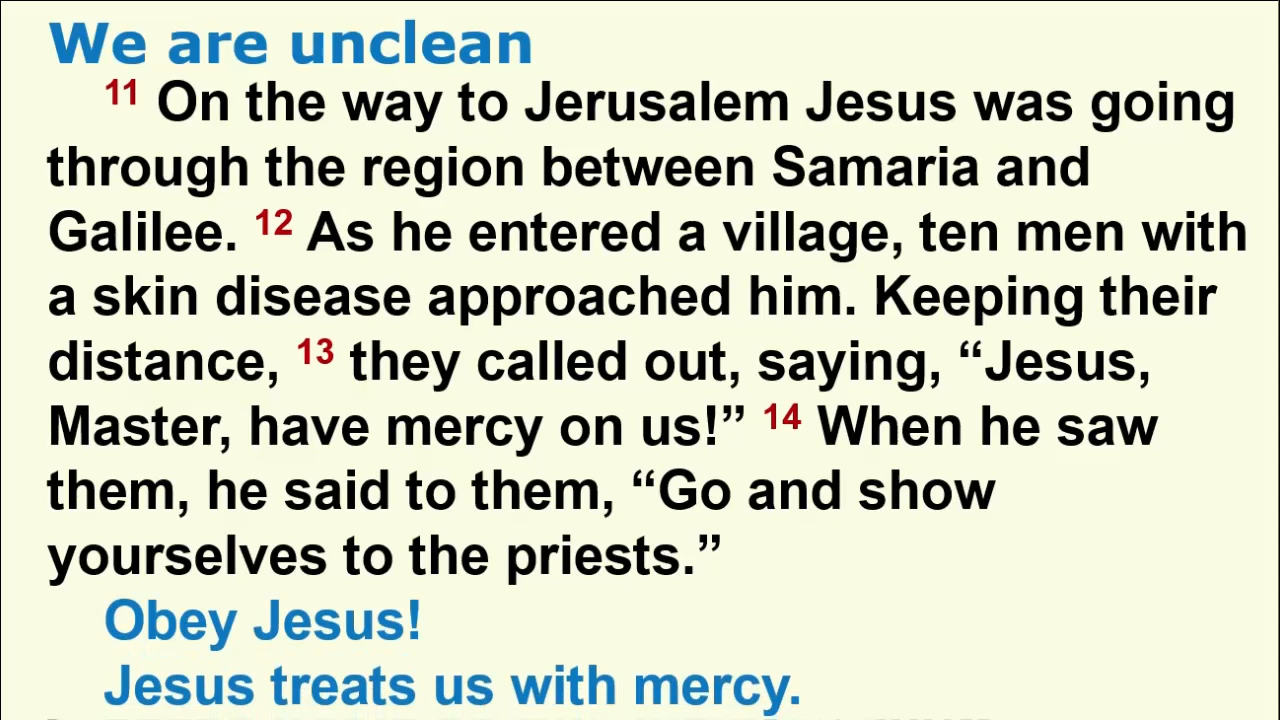 We are unclean
11 On the way to Jerusalem Jesus was going
through the region between Samaria and
Galilee. 12 As he entered a village, ten men with
a skin disease approached him. Keeping their
distance, 13 they called out, saying, “Jesus,
Master, have mercy on us!” 14 When he saw
them, he said to them, “Go and show
yourselves to the priests.”
Obey Jesus!
Jesus treats us with mercy.